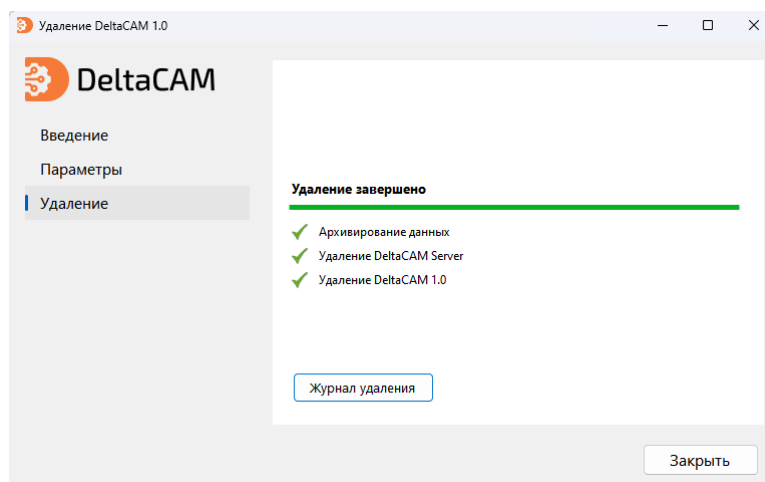 Удаление DeltaCAM 1.0
DeltaCAM
Введение
Параметры
Удаление
Удаление завершено
Архивирование данных
Удаление DeltaCAM Server
Удаление DeltaCAM 1.0
Журнал удаления
Закрыть